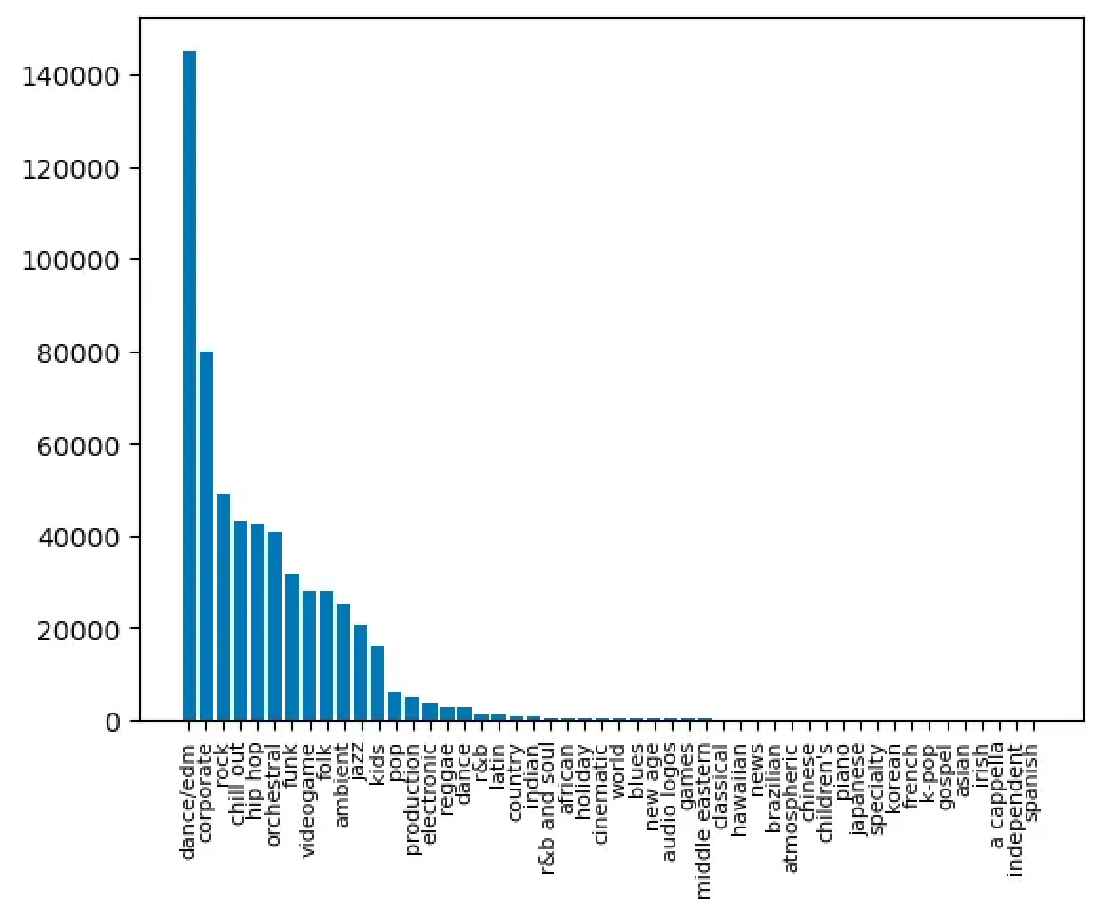 140000
120000
100000
80000
60000
40000
20000
0
dance/edm
corporate
rock
chill out
hip hop
orchestral
funk
videogame
folk
ambient
jazz
kids
pop
production
electronic
reggae
dance
r&b
latin
country
indian
r&b and soul
african
holiday
cinematic
world
blues
new age
audio logos
games
middle eastern
classical
hawaiian
news
brazilian
atmospheric
chinese
children's
piano
japanese
specialty
korean
french
k-pop
gospel
asian
irish
a cappella
independent
spanish